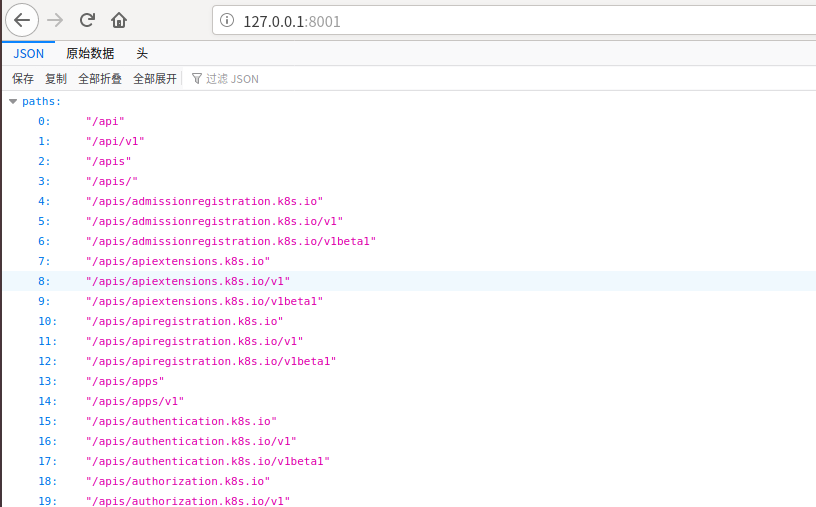 127.0.0.1:8001
JSON 原始数据 头
保存 复制 全部折叠 全部展开 过滤 JSON
paths:
0: "/api"
1: "/api/v1"
2: "/apis"
3: "/apis/"
4: "/apis/admissionregistration.k8s.io"
5: "/apis/admissionregistration.k8s.io/v1"
6: "/apis/admissionregistration.k8s.io/v1beta1"
7: "/apis/apiextensions.k8s.io"
8: "/apis/apiextensions.k8s.io/v1"
9: "/apis/apiextensions.k8s.io/v1beta1"
10: "/apis/apiregistration.k8s.io"
11: "/apis/apiregistration.k8s.io/v1"
12: "/apis/apiregistration.k8s.io/v1beta1"
13: "/apis/apps"
14: "/apis/apps/v1"
15: "/apis/authentication.k8s.io"
16: "/apis/authentication.k8s.io/v1"
17: "/apis/authentication.k8s.io/v1beta1"
18: "/apis/authorization.k8s.io"
19: "/apis/authorization.k8s.io/v1"